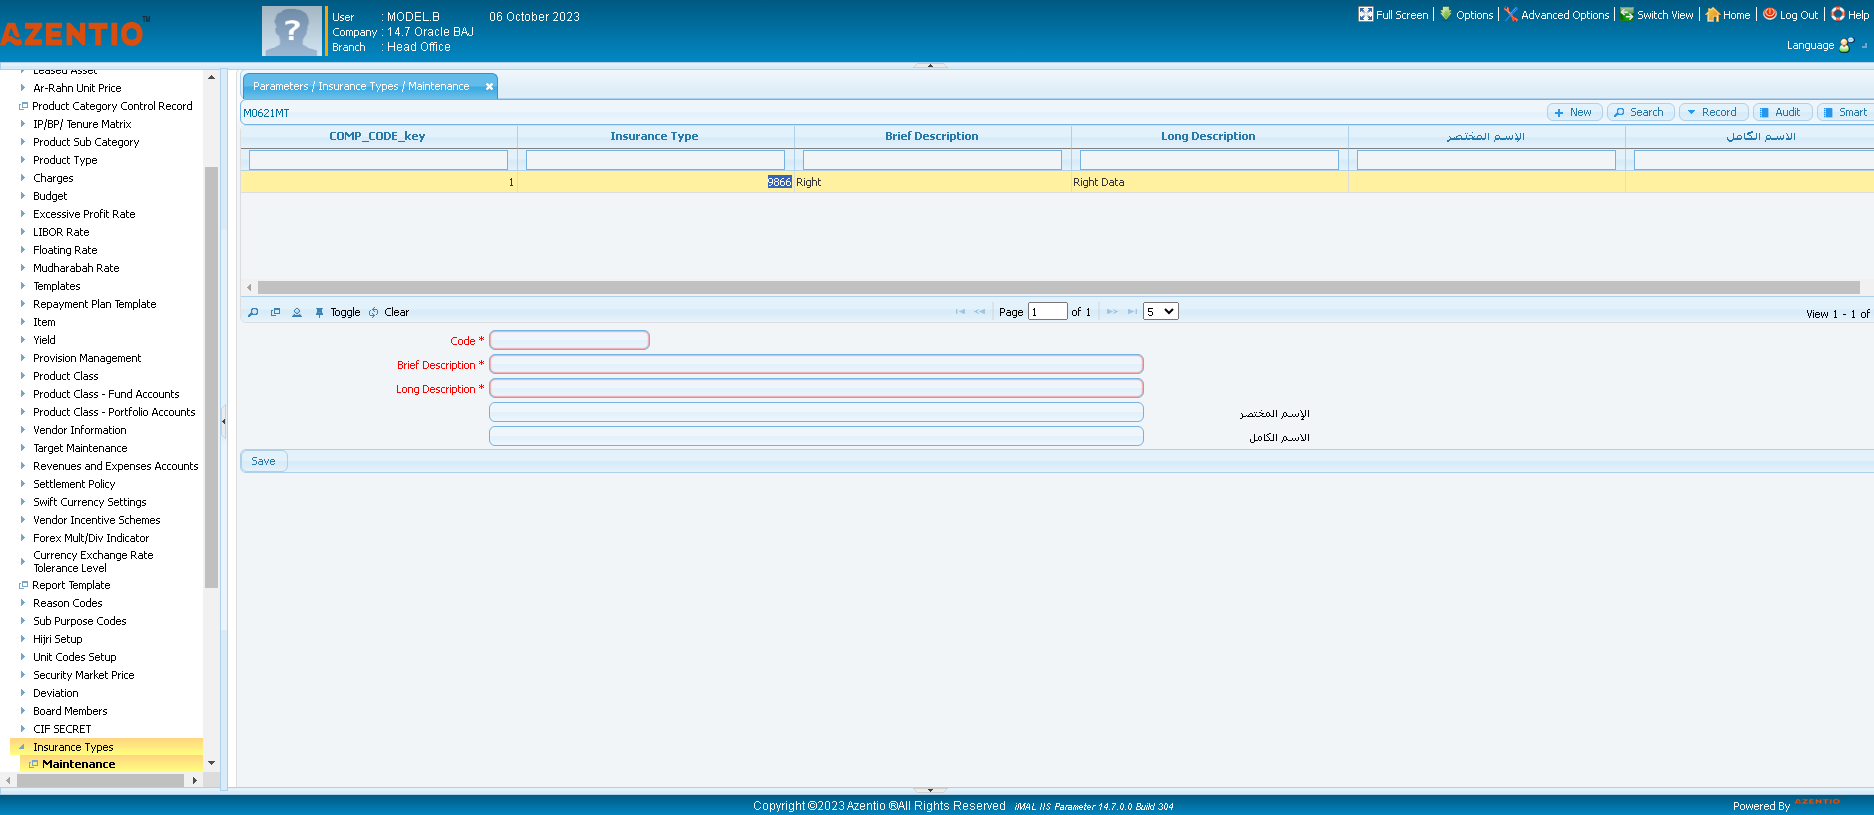 AZENTIO™
User : MODEL.B 06 October 2023
Company : 14.7 Oracle BAJ
Branch : Head Office
Full Screen Options Advanced Options Switch View Home Log Out Help
Language
Leased Asset
Ar-Rahn Unit Price
Product Category Control Record
IP/BP/ Tenure Matrix
Product Sub Category
Product Type
Charges
Budget
Excessive Profit Rate
LIBOR Rate
Floating Rate
Mudharabah Rate
Templates
Repayment Plan Template
Item
Yield
Provision Management
Product Class
Product Class - Fund Accounts
Product Class - Portfolio Accounts
Vendor Information
Target Maintenance
Revenues and Expenses Accounts
Settlement Policy
Swift Currency Settings
Vendor Incentive Schemes
Forex Mult/Div Indicator
Currency Exchange Rate
Tolerance Level
Report Template
Reason Codes
Sub Purpose Codes
Hijri Setup
Unit Codes Setup
Security Market Price
Deviation
Board Members
CIF SECRET
Insurance Types
Maintenance
Parameters / Insurance Types / Maintenance
M0621MT
New Search Record Audit Smart
COMP_CODE_key Insurance Type Brief Description Long Description الإسم المختصر الاسم الكامل
1 9866 Right Right Data
Toggle Clear
Page 1 of 1 5
View 1 - 1 of
Code *
Brief Description *
Long Description *
الإسم المختصر
الاسم الكامل
Save
Copyright ©2023 Azentio ®All Rights Reserved iMAL IIS Parameter 14.7.0.0 Build 304
Powered By AZENTIO